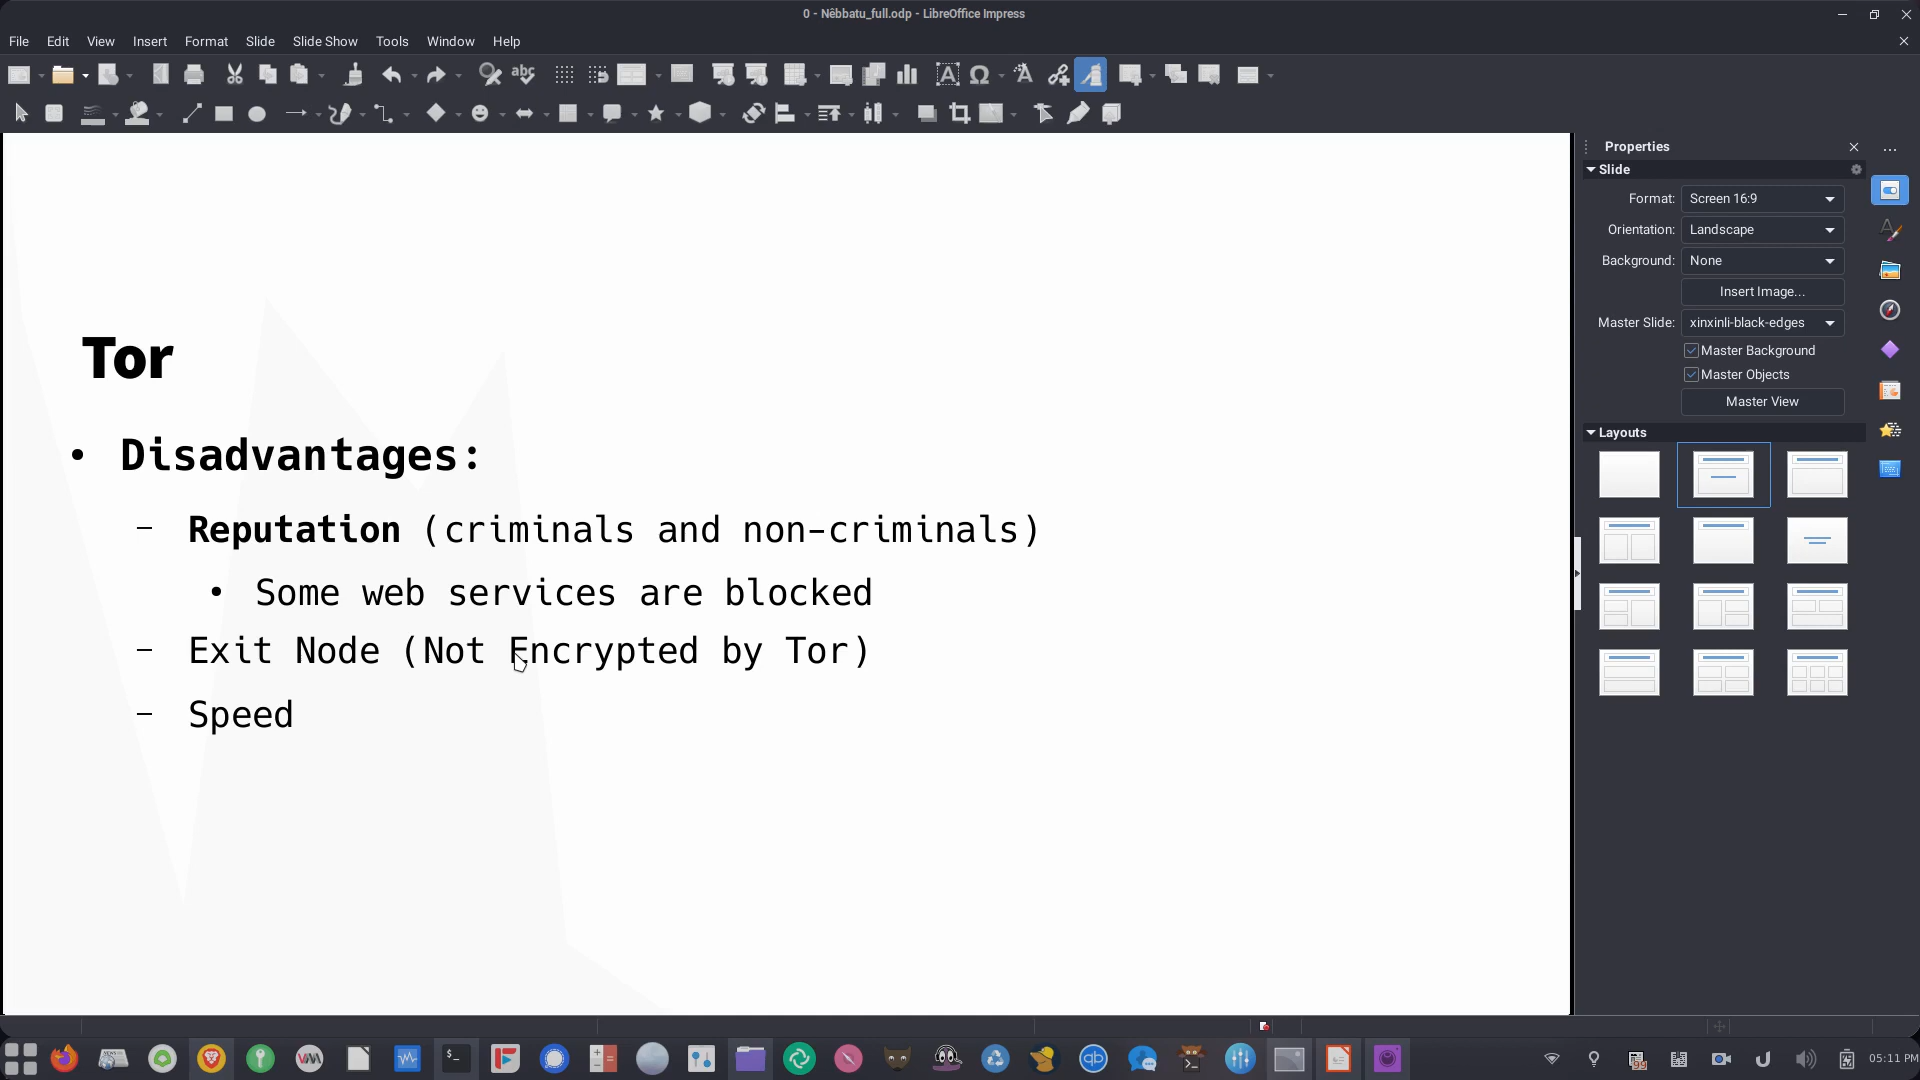 0 - Nêbbatu_full.odp - LibreOffice Impress
File Edit View Insert Format Slide Slide Show Tools Window Help
Properties
Slide
Format: Screen 16:9
Orientation: Landscape
Background: None
Insert Image...
Master Slide: xinxinli-black-edges
Master Background
Master Objects
Master View
Layouts
Tor
• Disadvantages:
– Reputation (criminals and non-criminals)
• Some web services are blocked
– Exit Node (Not Encrypted by Tor)
– Speed
05:11 PM